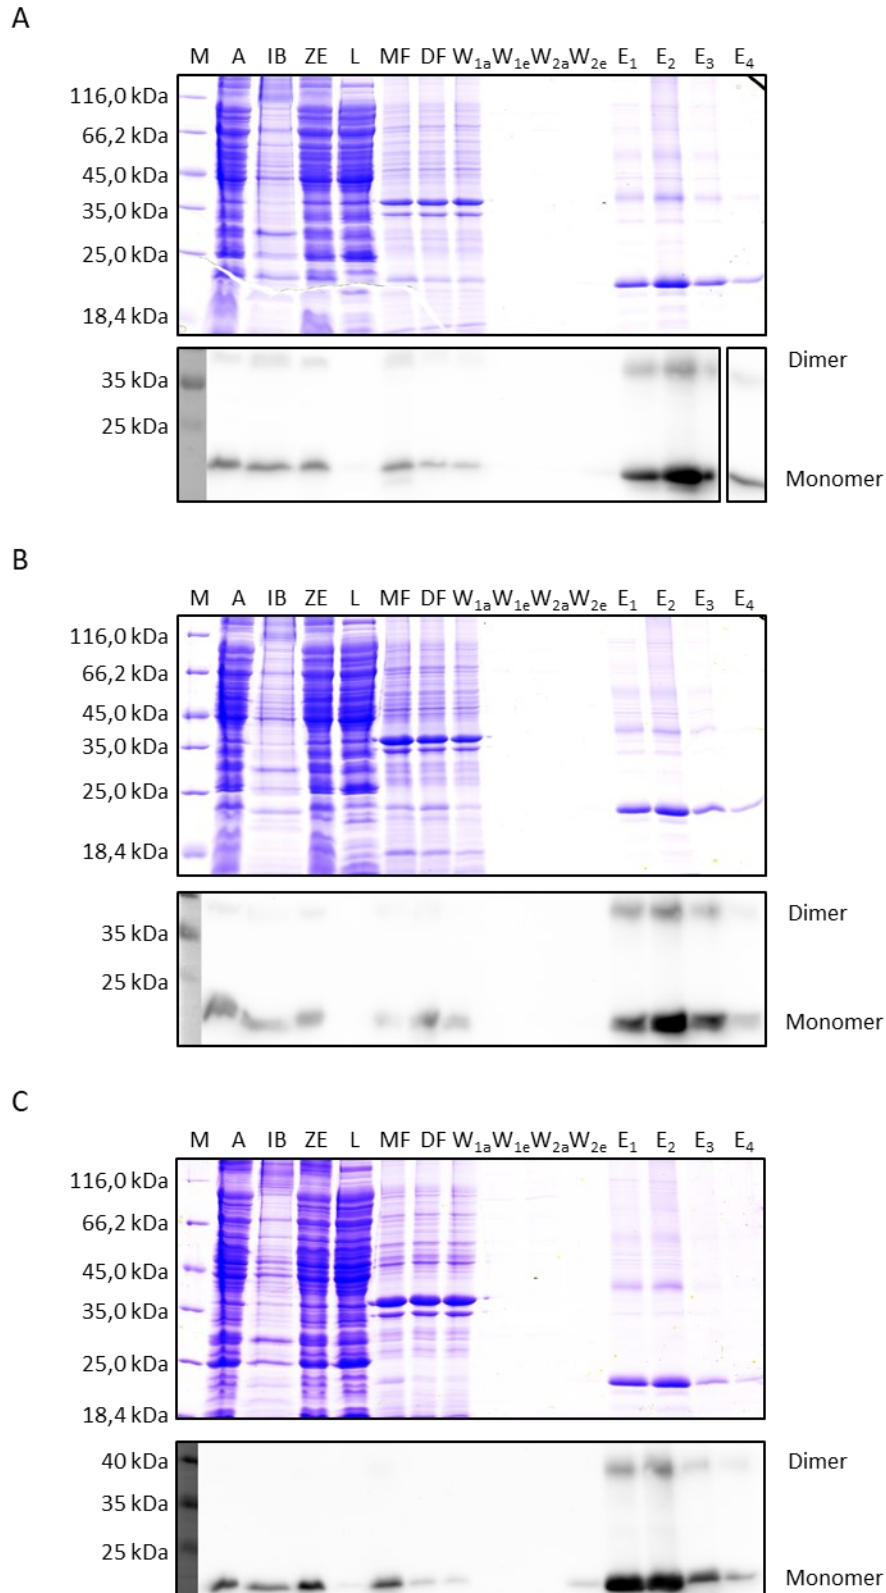 A
M A IB ZE L MF DF W1a W1e W2a W2e E1 E2 E3 E4
116,0 kDa
66,2 kDa
45,0 kDa
35,0 kDa
25,0 kDa
18,4 kDa
Dimer
35 kDa
25 kDa
Monomer
B
M A IB ZE L MF DF W1a W1e W2a W2e E1 E2 E3 E4
116,0 kDa
66,2 kDa
45,0 kDa
35,0 kDa
25,0 kDa
18,4 kDa
Dimer
35 kDa
25 kDa
Monomer
C
M A IB ZE L MF DF W1a W1e W2a W2e E1 E2 E3 E4
116,0 kDa
66,2 kDa
45,0 kDa
35,0 kDa
25,0 kDa
18,4 kDa
40 kDa Dimer
35 kDa
25 kDa
Monomer